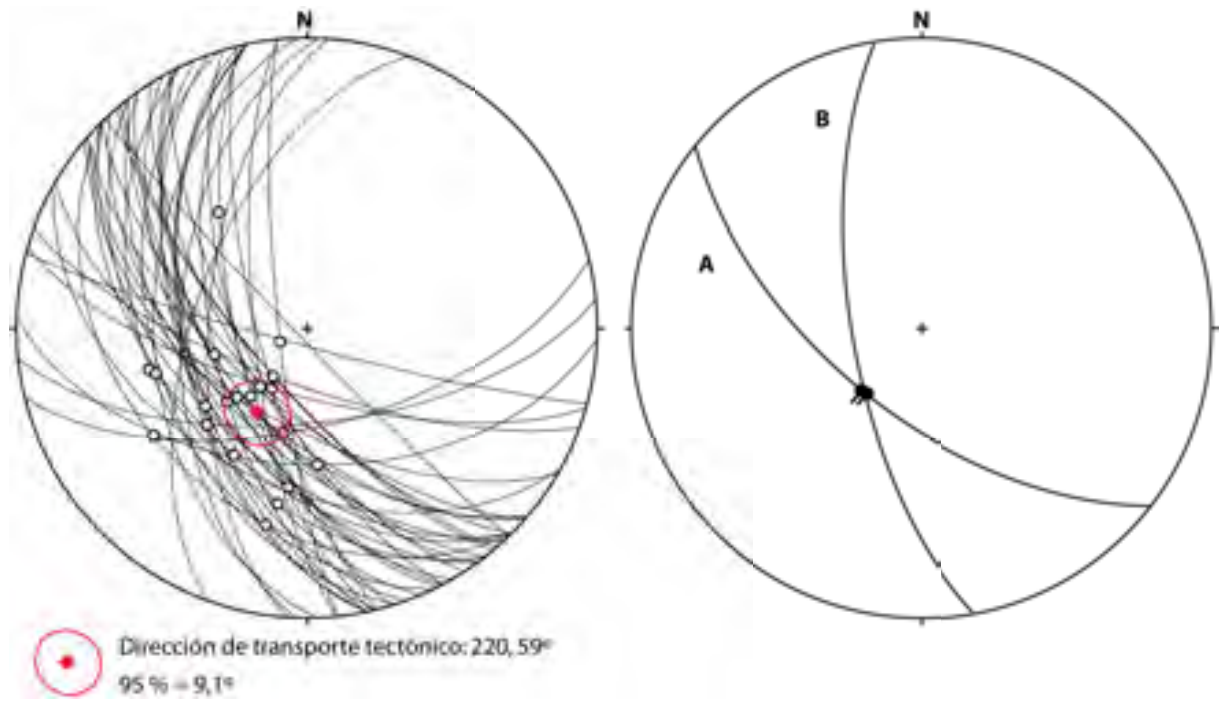 N
N
B
A
Dirección de transporte tectónico: 220, 59º
95 % = 9,1º